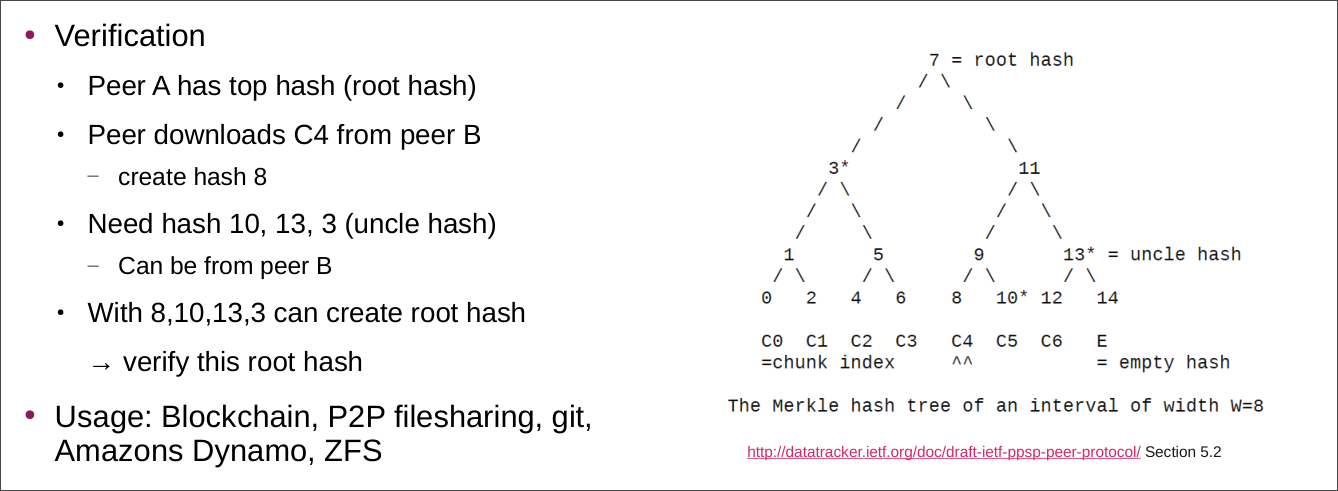 • Verification
• Peer A has top hash (root hash)
• Peer downloads C4 from peer B
– create hash 8
• Need hash 10, 13, 3 (uncle hash)
– Can be from peer B
• With 8,10,13,3 can create root hash
→ verify this root hash
• Usage: Blockchain, P2P filesharing, git,
Amazons Dynamo, ZFS
7 = root hash
/ \
/ \
/ \
/ \
3* 11
/ \ / \
/ \ / \
/ \ / \
1 5 9 13* = uncle hash
/ \ / \ / \ / \
0 2 4 6 8 10* 12 14
C0 C1 C2 C3 C4 C5 C6 E
=chunk index ^^ = empty hash
The Merkle hash tree of an interval of width W=8
http://datatracker.ietf.org/doc/draft-ietf-ppsp-peer-protocol/ Section 5.2